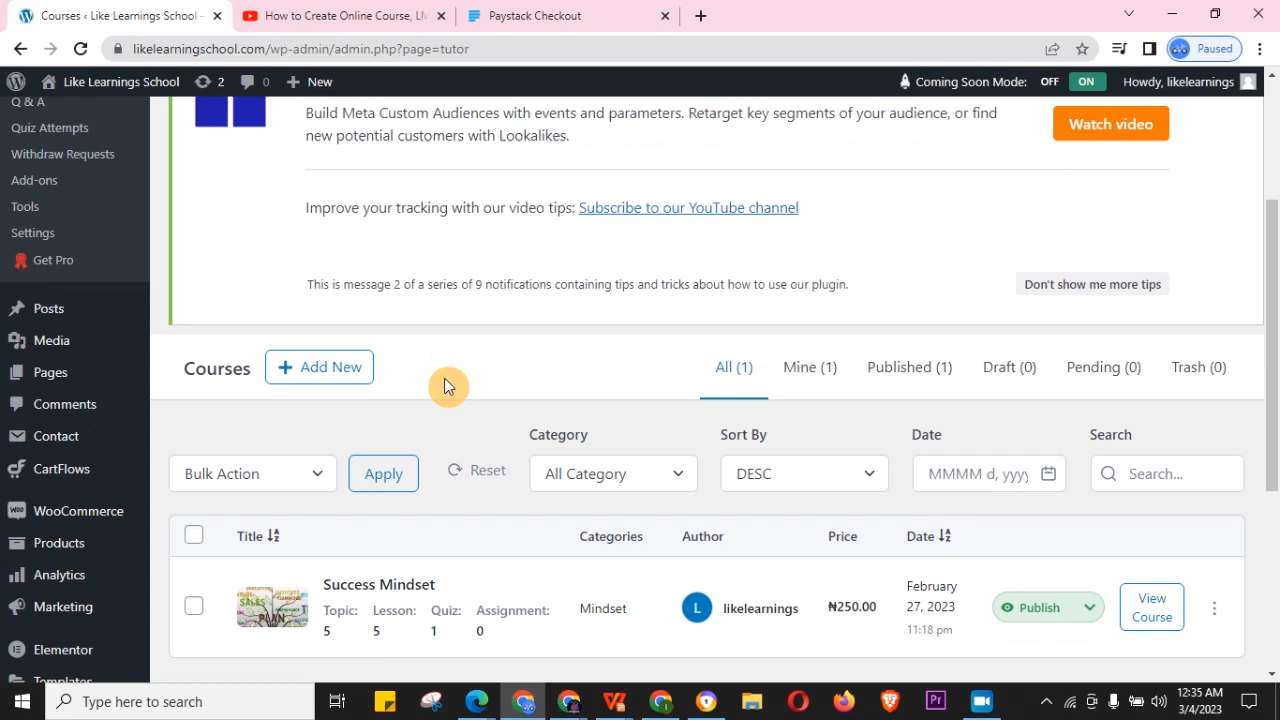 Courses ‹ Like Learnings School -
How to Create Online Course, LM
Paystack Checkout
likelearningschool.com/wp-admin/admin.php?page=tutor
Paused
Like Learnings School
2
0
New
Coming Soon Mode: OFF ON
Howdy, likelearnings
Q & A
Quiz Attempts
Withdraw Requests
Add-ons
Tools
Settings
Get Pro
Posts
Media
Pages
Comments
Contact
CartFlows
WooCommerce
Products
Analytics
Marketing
Elementor
Templates
Build Meta Custom Audiences with events and parameters. Retarget key segments of your audience, or find
new potential customers with Lookalikes.
Watch video
Improve your tracking with our video tips: Subscribe to our YouTube channel
This is message 2 of a series of 9 notifications containing tips and tricks about how to use our plugin.
Don't show me more tips
Courses
Add New
All (1) Mine (1) Published (1) Draft (0) Pending (0) Trash (0)
Category Sort By Date Search
Bulk Action Apply Reset All Category DESC MMMM d, yyyy Search...
Title Categories Author Price Date
Success Mindset
Topic: Lesson: Quiz: Assignment:
5 5 1 0
Mindset
L likelearnings
₦250.00
February
27, 2023
11:18 pm
Publish
View
Course
Type here to search
12:35 AM
3/4/2023